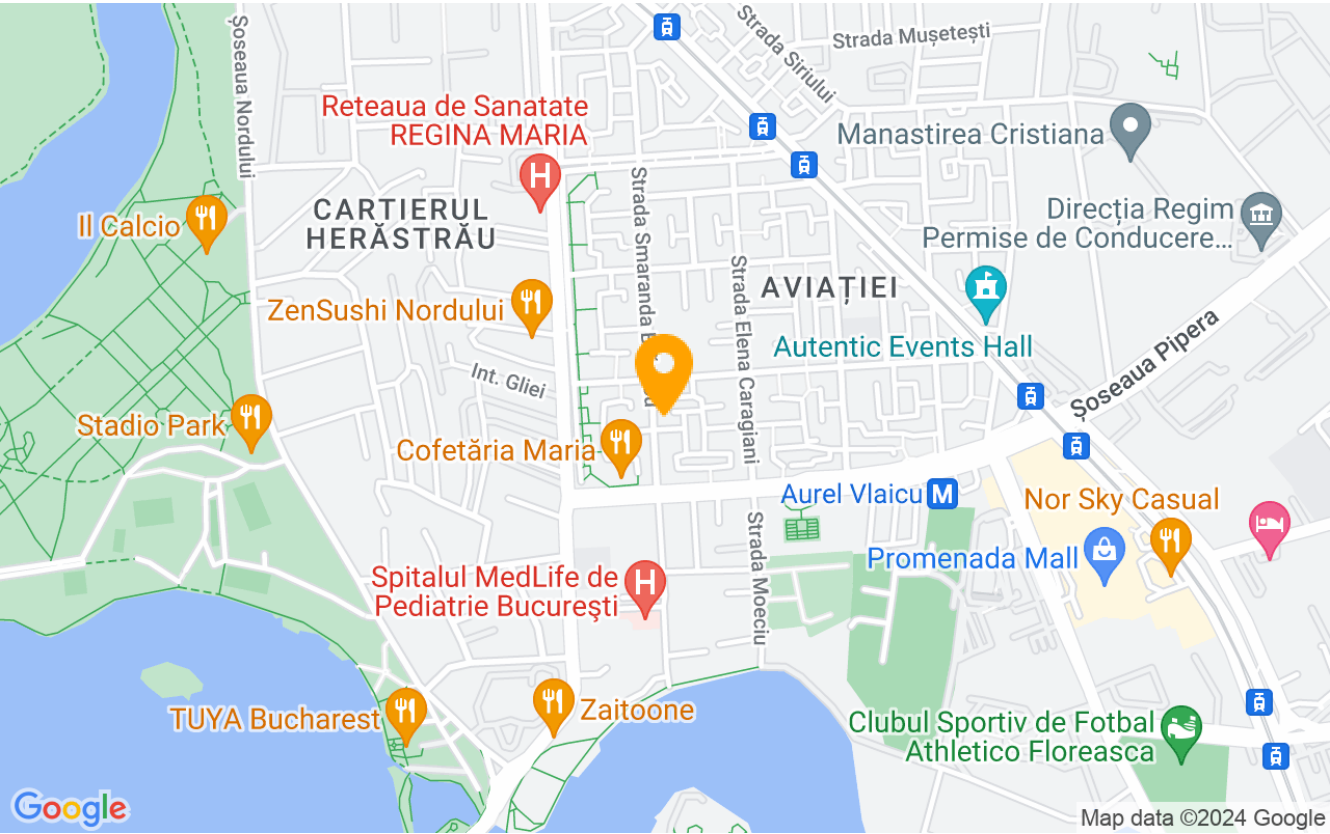 Șoseaua Nordului
Strada Siriului
Strada Mușetești
Reteaua de Sanatate
REGINA MARIA
H
Manastirea Cristiana
CARTIERUL
HERĂSTRĂU
Il Calcio
Strada Smaranda
Direcția Regim
Permise de Conducere...
Strada Elena Caragiani
AVIAȚIEI
ZenSushi Nordului
Autentic Events Hall
Șoseaua Pipera
Int. Gliei
Stadio Park
Cofetăria Maria
Aurel Vlaicu M
Nor Sky Casual
Strada Moeciu
Promenada Mall
Spitalul MedLife de
Pediatrie Bucureşti
H
TUYA Bucharest
Zaitoone
Clubul Sportiv de Fotbal
Athletico Floreasca
Google
Map data ©2024 Google